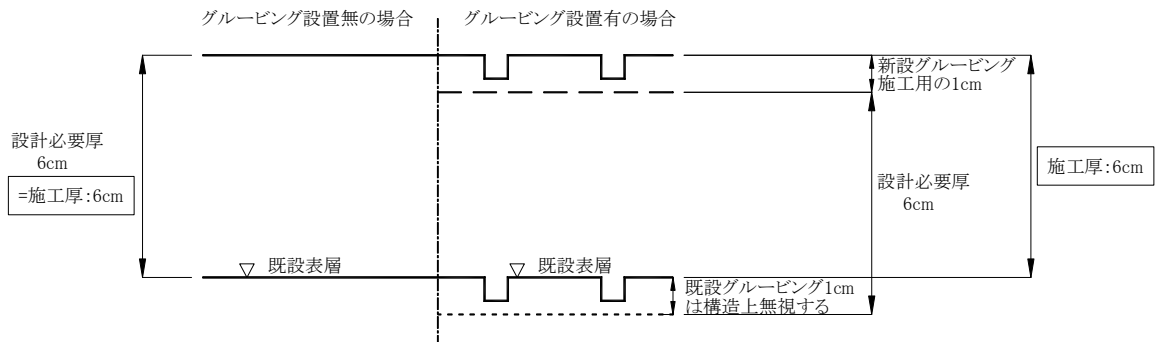 グルービング設置無の場合
グルービング設置有の場合
新設グルービング
施工用の1cm
設計必要厚
6cm
=施工厚:6cm
設計必要厚
6cm
施工厚:6cm
既設表層
既設表層
既設グルービング1cm
は構造上無視する